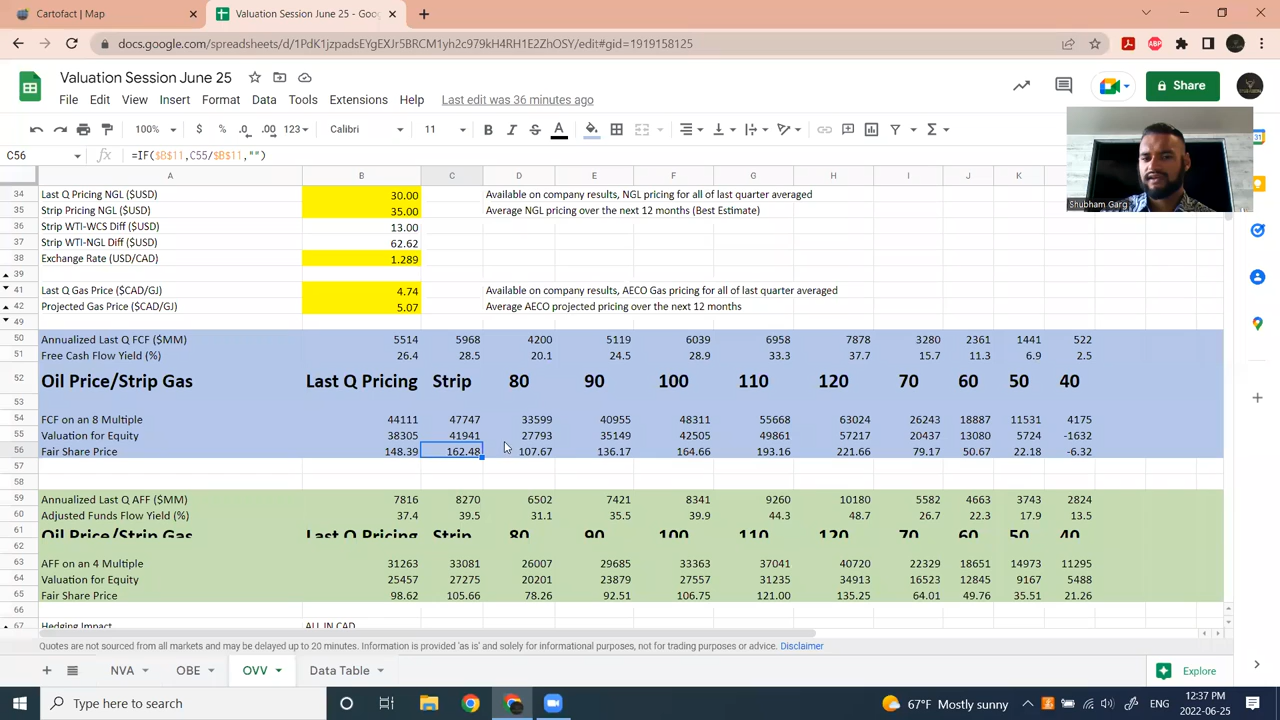 Cartofact | Map
Valuation Session June 25 - Goo
docs.google.com/spreadsheets/d/1PdK1jzpadsEYgEXJr5BRCM1yL
Valuation Session June 25
File Edit View Insert Format Data Tools Extensions Help Last edit was 36 minutes ago
Share
100% $ % .0 .00 123 Calibri 11 B I S A
C56 fx =IF($B$11,C55/$B$11,"")
Shubham Garg
A B C D E F G H I J K
34 Last Q Pricing NGL ($USD) 30.00 Available on company results, NGL pricing for all of last quarter averaged
35 Strip Pricing NGL ($USD) 35.00 Average NGL pricing over the next 12 months (Best Estimate)
36 Strip WTI-WCS Diff ($USD) 13.00
37 Strip WTI-NGL Diff ($USD) 62.62
38 Exchange Rate (USD/CAD) 1.289
39
41 Last Q Gas Price ($CAD/GJ) 4.74 Available on company results, AECO Gas pricing for all of last quarter averaged
42 Projected Gas Price ($CAD/GJ) 5.07 Average AECO projected pricing over the next 12 months
49
50 Annualized Last Q FCF ($MM) 5514 5968 4200 5119 6039 6958 7878 3280 2361 1441 522
51 Free Cash Flow Yield (%) 26.4 28.5 20.1 24.5 28.9 33.3 37.7 15.7 11.3 6.9 2.5
52 Oil Price/Strip Gas Last Q Pricing Strip 80 90 100 110 120 70 60 50 40
53
54 FCF on an 8 Multiple 44111 47747 33599 40955 48311 55668 63024 26243 18887 11531 4175
55 Valuation for Equity 38305 41941 27793 35149 42505 49861 57217 20437 13080 5724 -1632
56 Fair Share Price 148.39 162.48 107.67 136.17 164.66 193.16 221.66 79.17 50.67 22.18 -6.32
57
58
59 Annualized Last Q AFF ($MM) 7816 8270 6502 7421 8341 9260 10180 5582 4663 3743 2824
60 Adjusted Funds Flow Yield (%) 37.4 39.5 31.1 35.5 39.9 44.3 48.7 26.7 22.3 17.9 13.5
61 Oil Price/Strip Gas Last Q Pricing Strip 80 90 100 110 120 70 60 50 40
62
63 AFF on an 4 Multiple 31263 33081 26007 29685 33363 37041 40720 22329 18651 14973 11295
64 Valuation for Equity 25457 27275 20201 23879 27557 31235 34913 16523 12845 9167 5488
65 Fair Share Price 98.62 105.66 78.26 92.51 106.75 121.00 135.25 64.01 49.76 35.51 21.26
66
67 Hedging Impact ALL IN CAD
Quotes are not sourced from all markets and may be delayed up to 20 minutes. Information is provided 'as is' and solely for informational purposes, not for trading purposes or advice. Disclaimer
NVA OBE OVV Data Table Explore
Type here to search
67°F Mostly sunny ENG 12:37 PM
2022-06-25